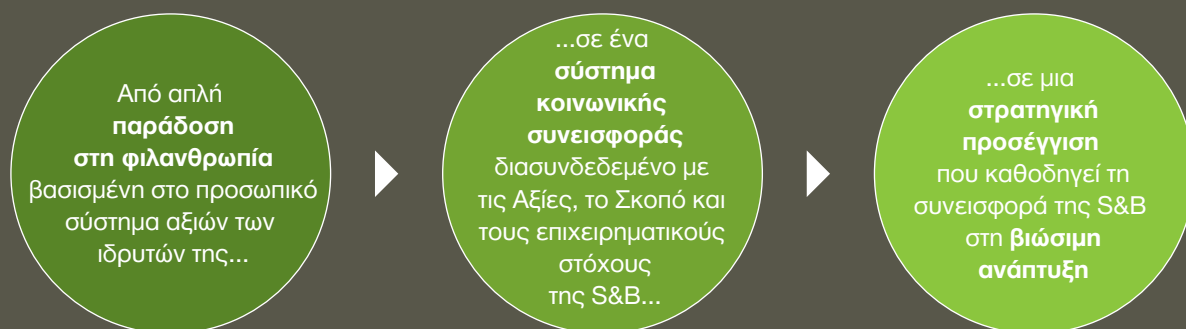 Από απλή
παράδοση
στη φιλανθρωπία
βασισμένη στο προσωπικό
σύστημα αξιών των
ιδρυτών της...
...σε ένα
σύστημα
κοινωνικής
συνεισφοράς
διασυνδεδεμένο με
τις Αξίες, το Σκοπό και
τους επιχειρηματικούς
στόχους
της S&B...
...σε μια
στρατηγική
προσέγγιση
που καθοδηγεί τη
συνεισφορά της S&B
στη βιώσιμη
ανάπτυξη